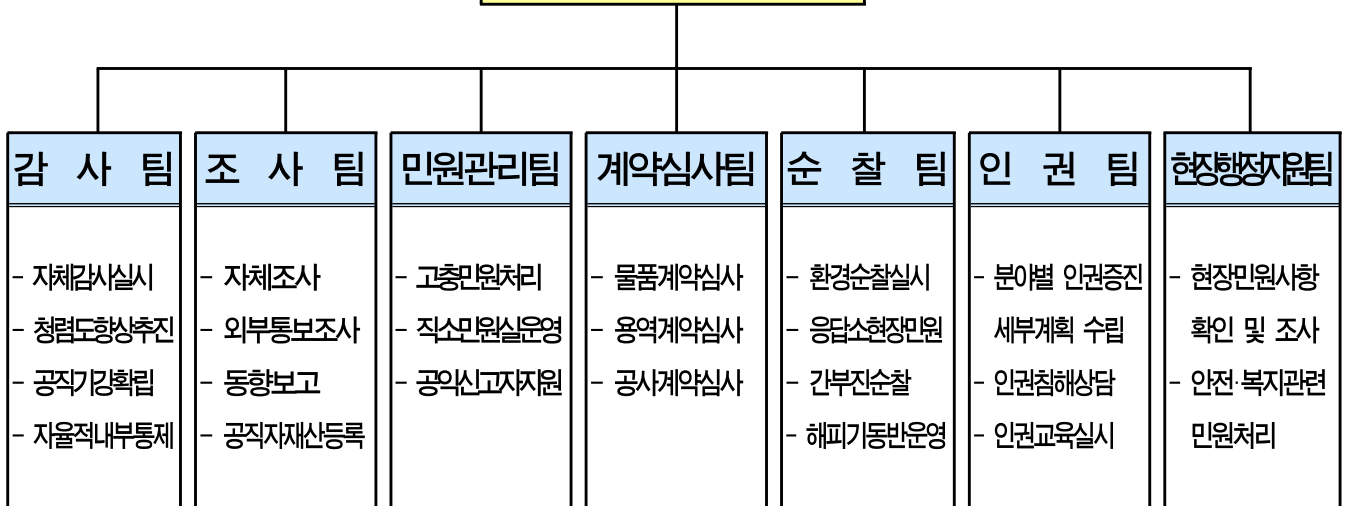 감 사 팀
- 자체감사실시
- 청렴도향상추진
- 공직기강확립
- 자율적내부통제
조 사 팀
- 자체조사
- 외부통보조사
- 동향보고
- 공직자재산등록
민원관리팀
- 고충민원처리
- 직소민원실운영
- 공익신고자지원
계약심사팀
- 물품계약심사
- 용역계약심사
- 공사계약심사
순 찰 팀
- 환경순찰실시
- 응답소현장민원
- 간부진순찰
- 해피기동반운영
인 권 팀
- 분야별 인권증진
세부계획 수립
- 인권침해상담
- 인권교육실시
현장행정지원팀
- 현장민원사항
확인 및 조사
- 안전·복지관련
민원처리